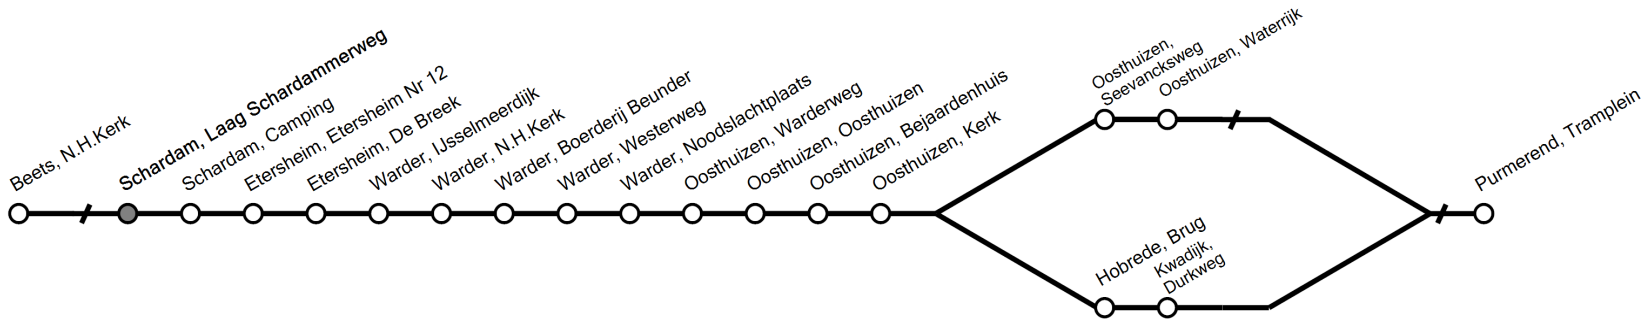 Beets, N.H.Kerk
Schardam, Laag Schardammerweg
Schardam, Camping
Etersheim, Etersheim Nr 12
Etersheim, De Breek
Warder, IJsselmeerdijk
Warder, N.H.Kerk
Warder, Boerderij Beunder
Warder, Westerweg
Warder, Noodslachtplaats
Oosthuizen, Warderweg
Oosthuizen, Oosthuizen
Oosthuizen, Bejaardenhuis
Oosthuizen, Kerk
Oosthuizen,
Seevancksweg
Oosthuizen, Waterrijk
Hobrede, Brug
Kwadijk,
Durkweg
Purmerend, Tramplein